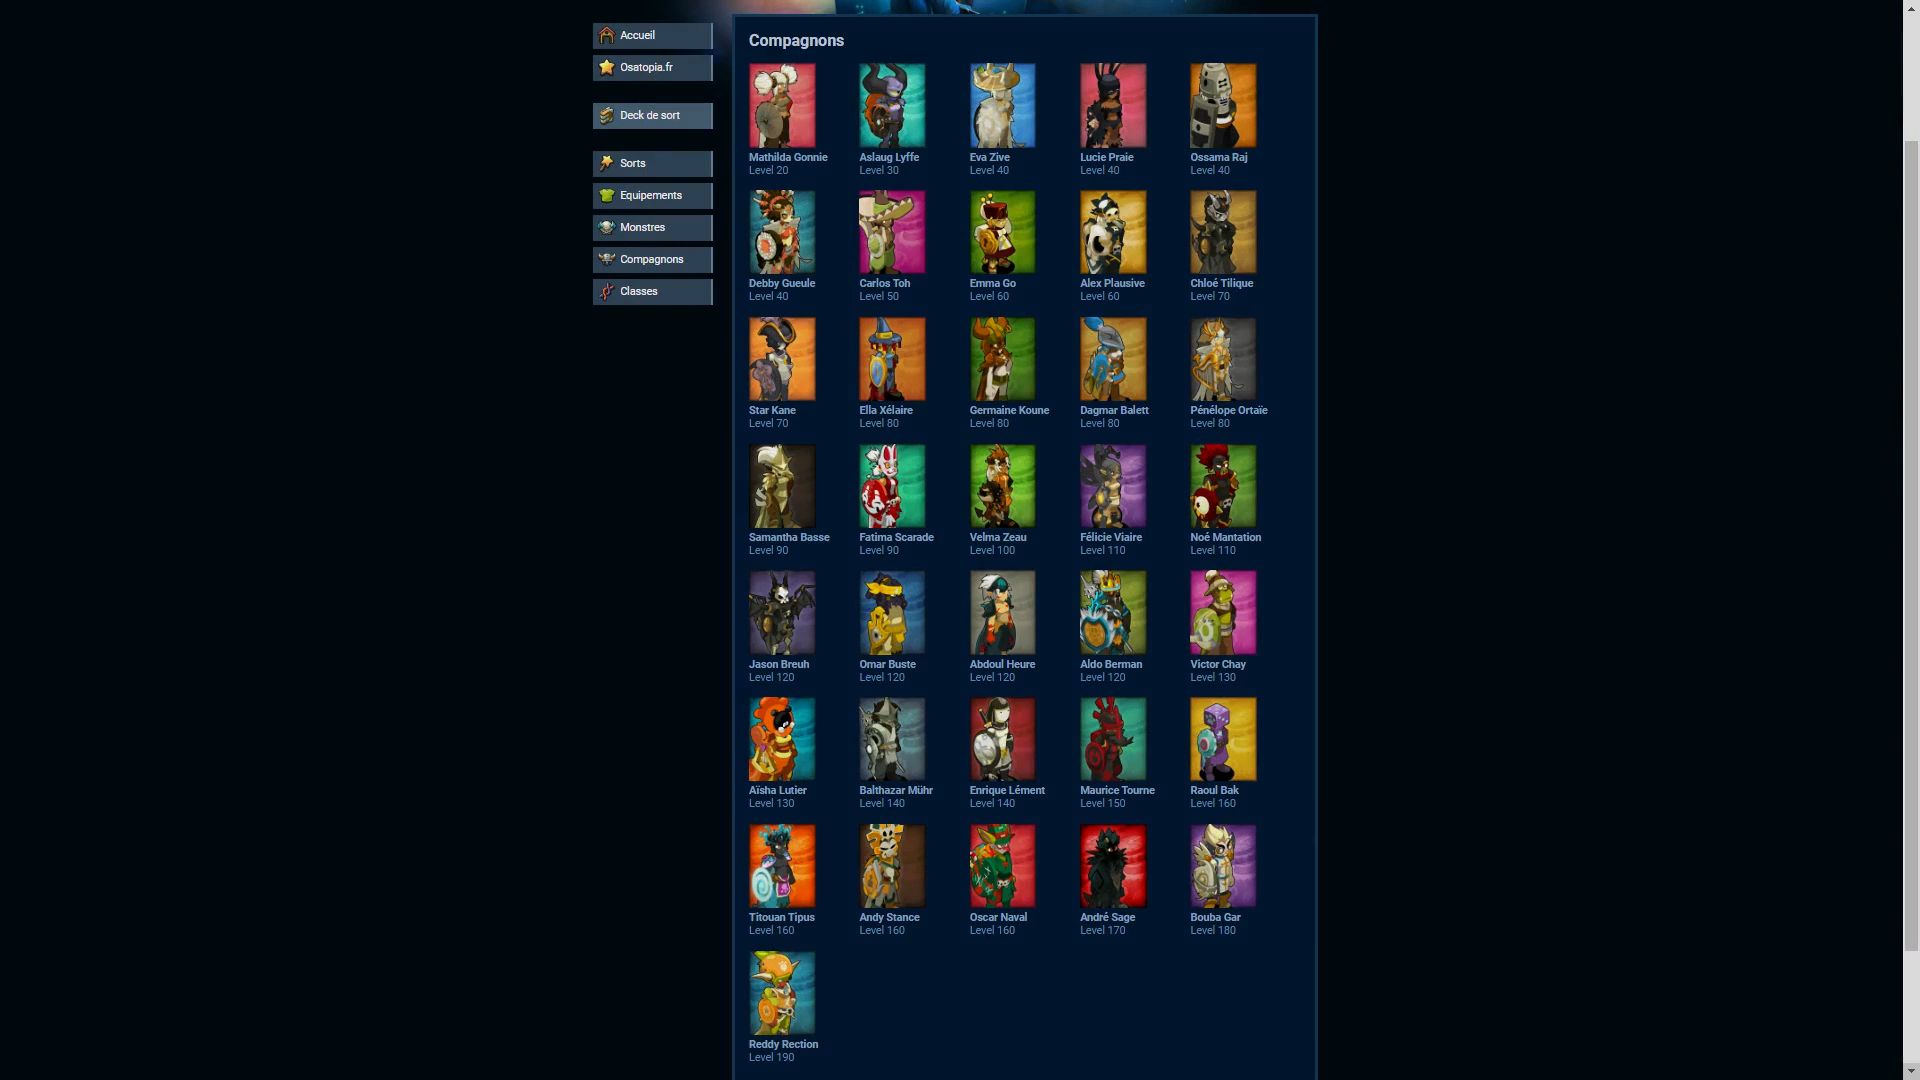 Accueil
Osatopia.fr
Deck de sort
Sorts
Equipements
Monstres
Compagnons
Classes
Compagnons
Mathilda Gonnie
Level 20
Aslaug Lyffe
Level 30
Eva Zive
Level 40
Lucie Praie
Level 40
Ossama Raj
Level 40
Debby Gueule
Level 40
Carlos Toh
Level 50
Emma Go
Level 60
Alex Plausive
Level 60
Chloé Tilique
Level 70
Star Kane
Level 70
Ella Xélaire
Level 80
Germaine Koune
Level 80
Dagmar Balett
Level 80
Pénélope Ortaïe
Level 80
Samantha Basse
Level 90
Fatima Scarade
Level 90
Velma Zeau
Level 100
Félicie Viaire
Level 110
Noé Mantation
Level 110
Jason Breuh
Level 120
Omar Buste
Level 120
Abdoul Heure
Level 120
Aldo Berman
Level 120
Victor Chay
Level 130
Aïsha Lutier
Level 130
Balthazar Mühr
Level 140
Enrique Lément
Level 140
Maurice Tourne
Level 150
Raoul Bak
Level 160
Titouan Tipus
Level 160
Andy Stance
Level 160
Oscar Naval
Level 160
André Sage
Level 170
Bouba Gar
Level 180
Reddy Rection
Level 190